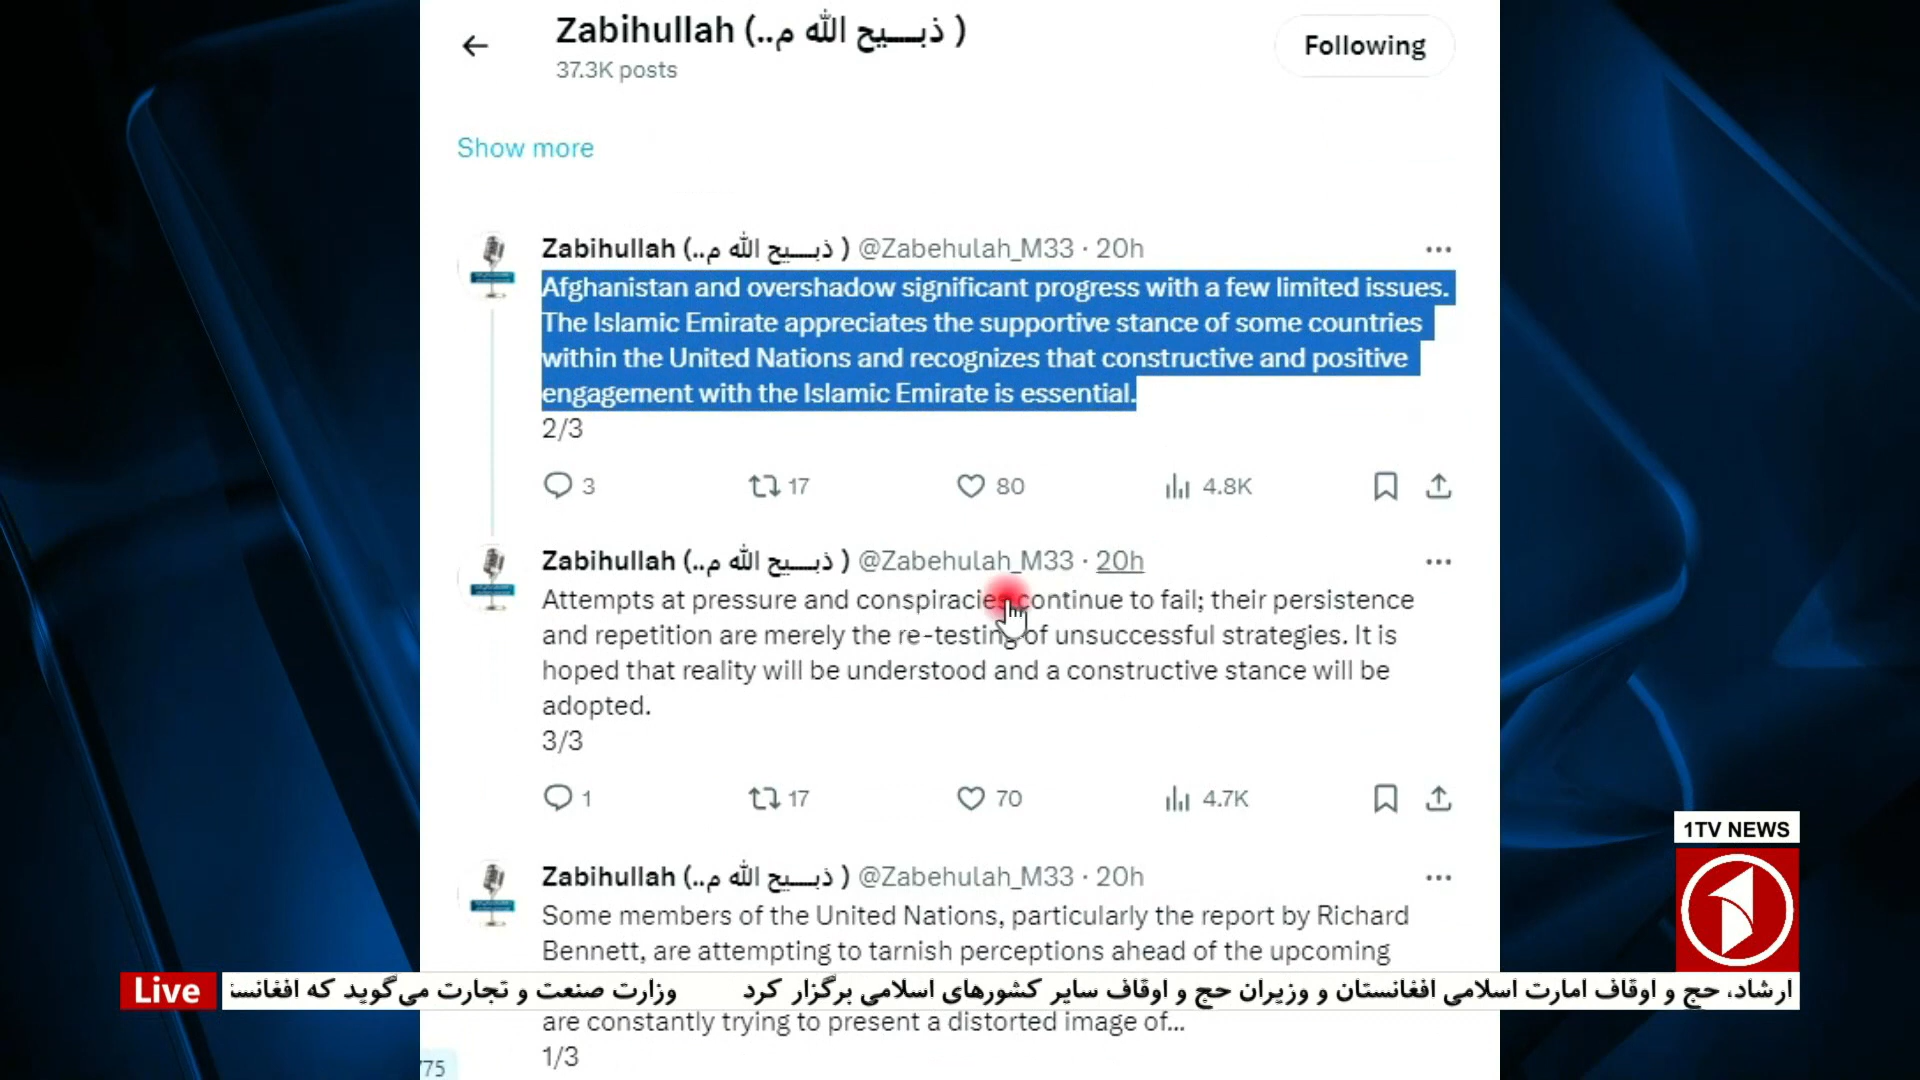 Zabihullah (..ذبـــیح الله م )
37.3K posts
Following
Show more
Zabihullah (..ذبـــیح الله م ) @Zabehulah_M33 · 20h
Afghanistan and overshadow significant progress with a few limited issues.
The Islamic Emirate appreciates the supportive stance of some countries
within the United Nations and recognizes that constructive and positive
engagement with the Islamic Emirate is essential.
2/3
3 17 80 4.8K
Zabihullah (..ذبـــیح الله م ) @Zabehulah_M33 · 20h
Attempts at pressure and conspiracies continue to fail; their persistence
and repetition are merely the re-testing of unsuccessful strategies. It is
hoped that reality will be understood and a constructive stance will be
adopted.
3/3
1 17 70 4.7K
1TV NEWS
Zabihullah (..ذبـــیح الله م ) @Zabehulah_M33 · 20h
Some members of the United Nations, particularly the report by Richard
Bennett, are attempting to tarnish perceptions ahead of the upcoming
Live
ارشاد، حج و اوقاف امارت اسلامی افغانستان و وزیران حج و اوقاف سایر کشورهای اسلامی برگزار کرد وزارت صنعت و تجارت می‌گوید که
are constantly trying to present a distorted image of...
1/3